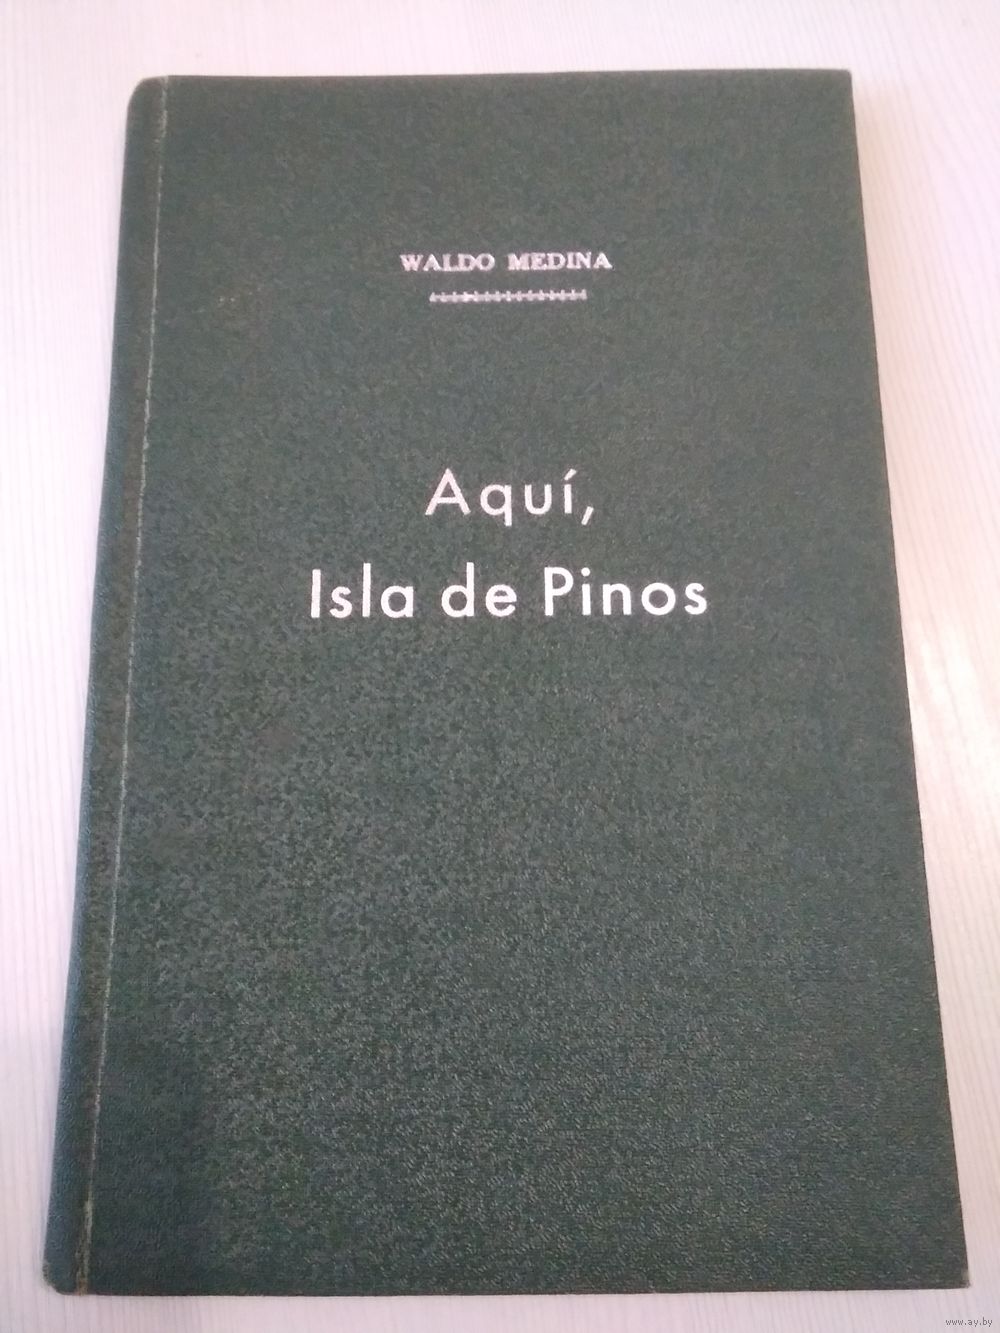 WALDO MEDINA
Aquí,
Isla de Pinos
www.ay.by